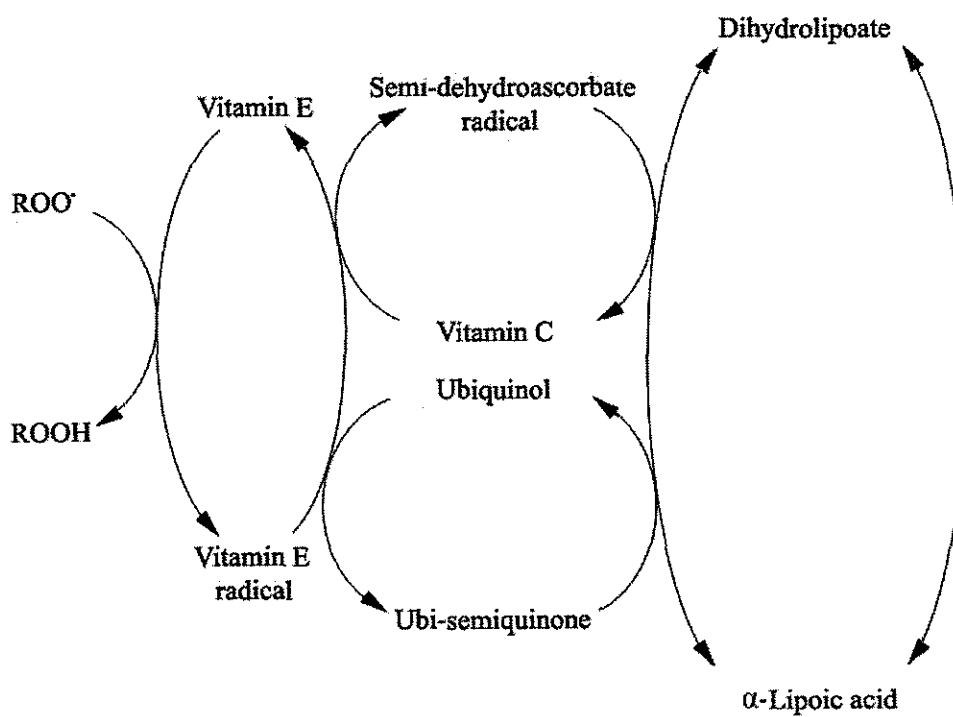 Dihydrolipoate
Semi-dehydroascorbate
radical
Vitamin E
ROO•
Vitamin C
Ubiquinol
ROOH
Vitamin E
radical
Ubi-semiquinone
α-Lipoic acid